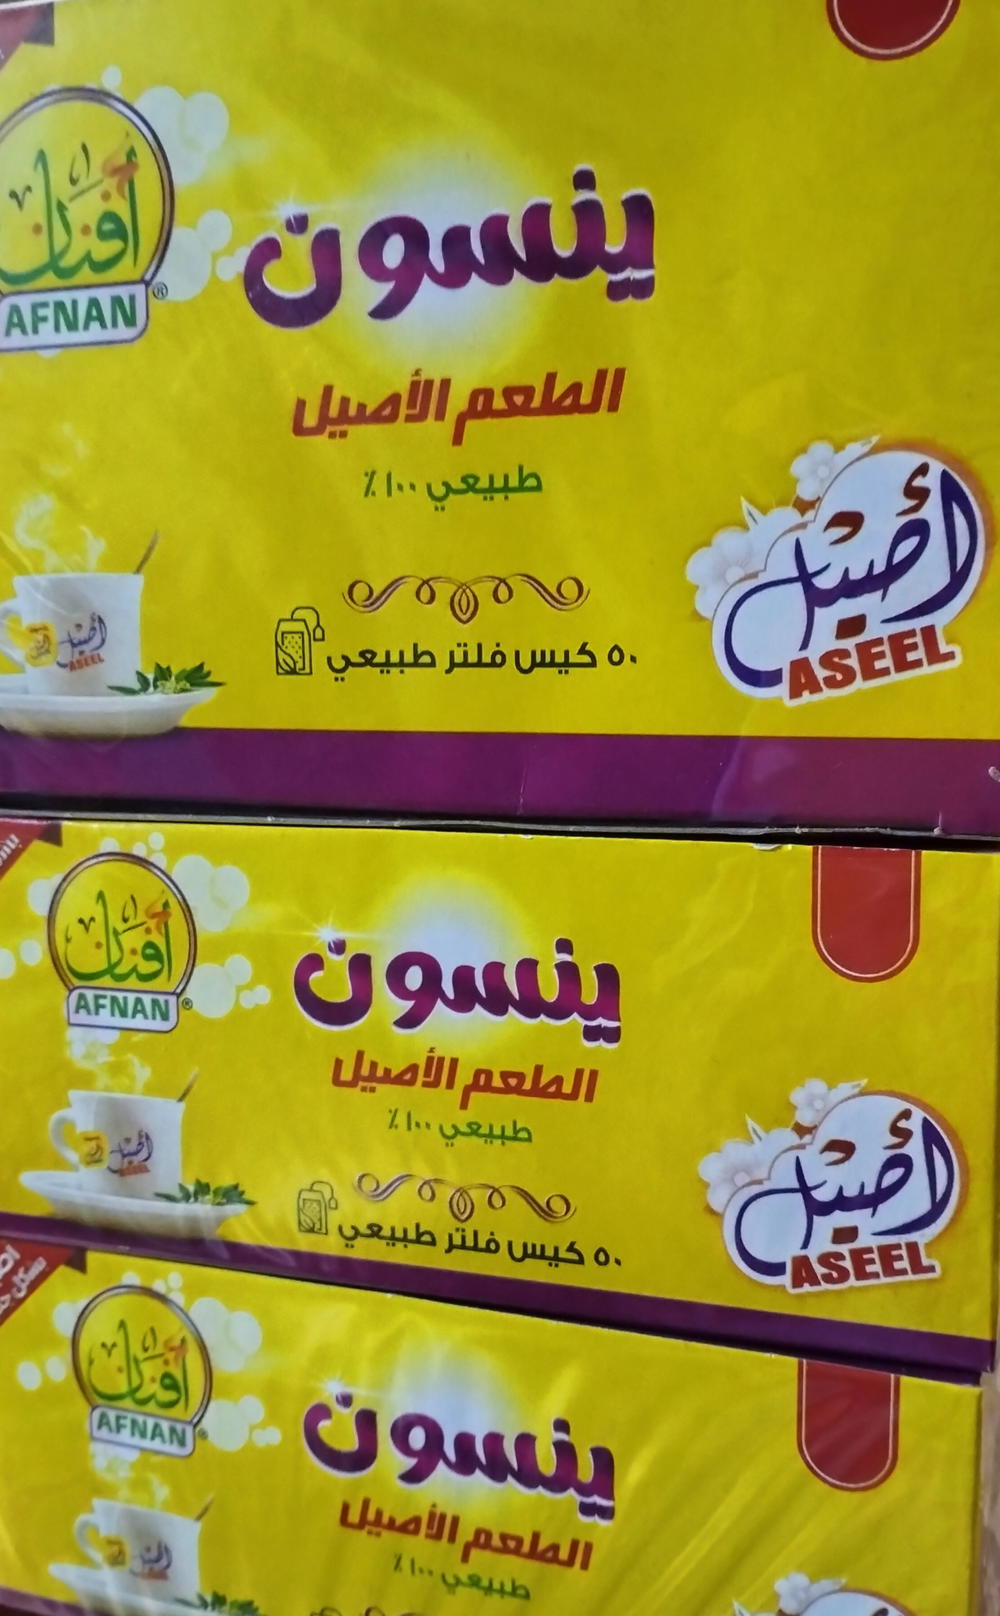 أفنان
AFNAN®
ينسون
الطعم الأصيل
طبيعي ١٠٠٪
٥٠ كيس فلتر طبيعي
أصيل
ASEEL
أصيل
ASEEL
أفنان
AFNAN®
ينسون
الطعم الأصيل
طبيعي ١٠٠٪
٥٠ كيس فلتر طبيعي
أصيل
ASEEL
أصيل
أفنان
AFNAN®
ينسون
الطعم الأصيل
طبيعي ١٠٠٪